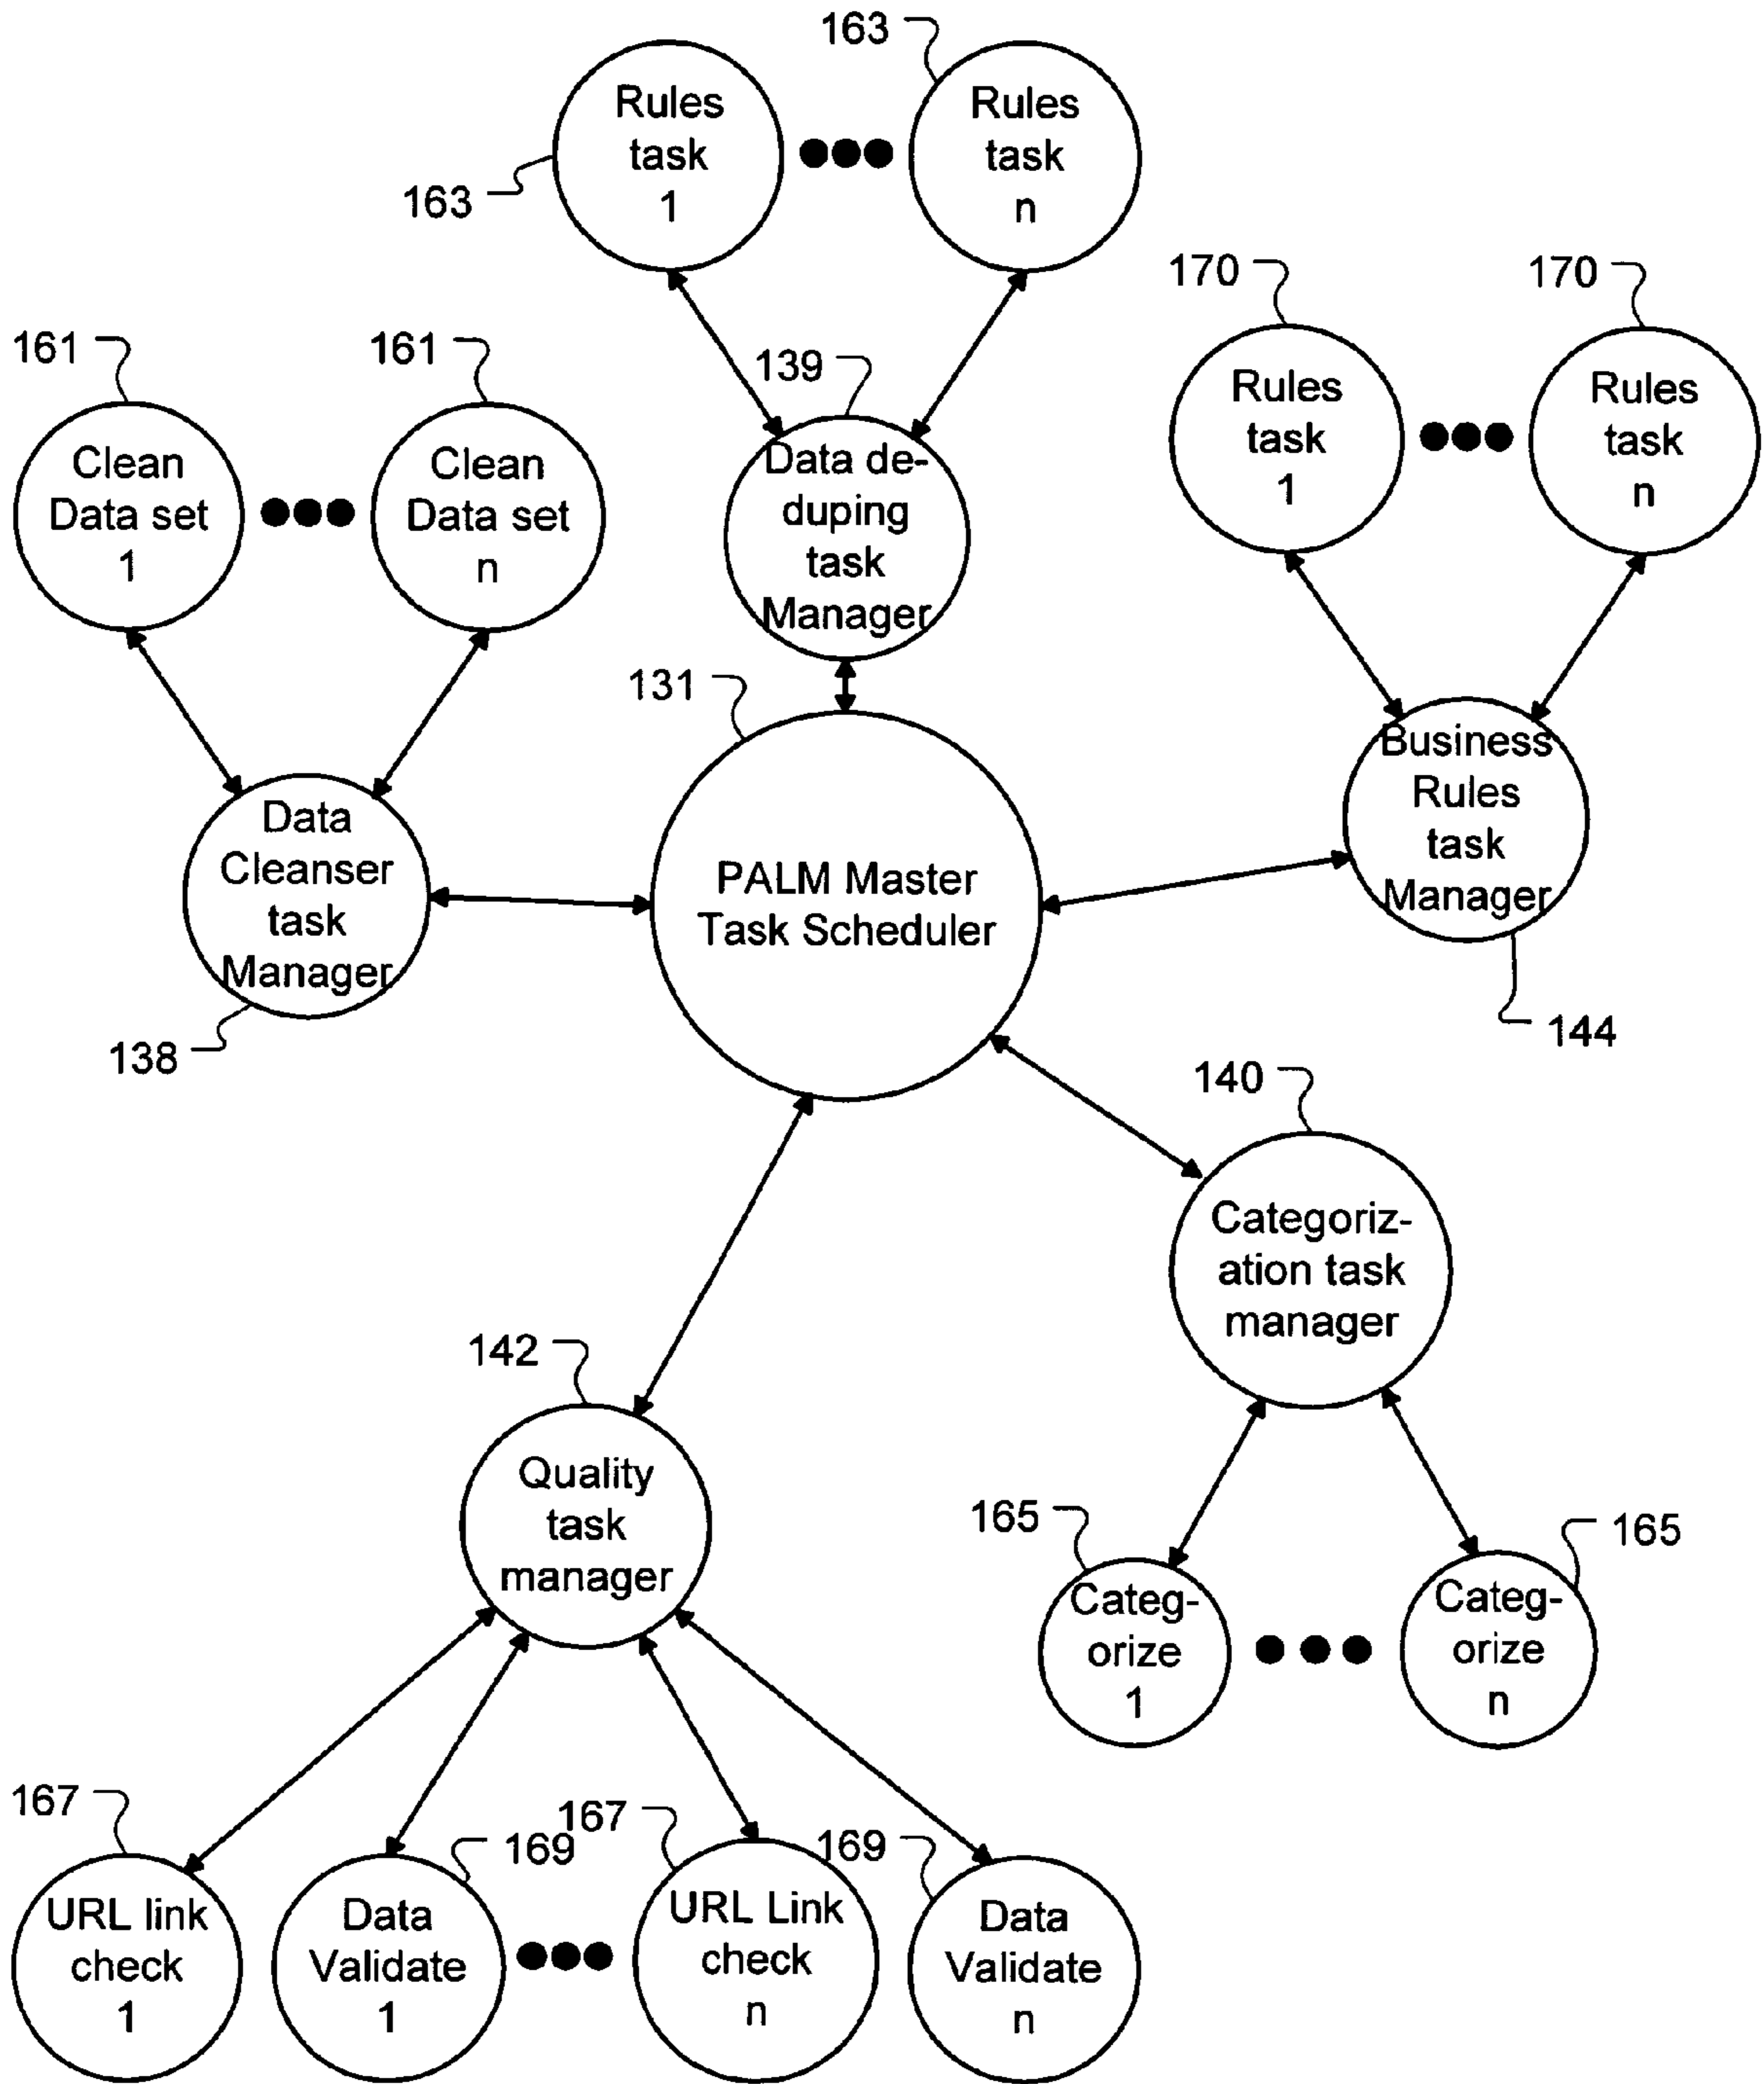 163
163
Rules
task
1
Rules
task
n
170
170
161
161
139
Rules
task
1
Rules
task
n
Clean
Data set
1
Clean
Data set
n
Data de-
duping
task
Manager
131
Business
Rules
task
Manager
Data
Cleanser
task
Manager
PALM Master
Task Scheduler
138
144
140
Categoriz-
ation task
manager
142
Quality
task
manager
165
165
Categ-
orize
1
Categ-
orize
n
167
169
167
169
URL link
check
1
Data
Validate
1
URL Link
check
n
Data
Validate
n